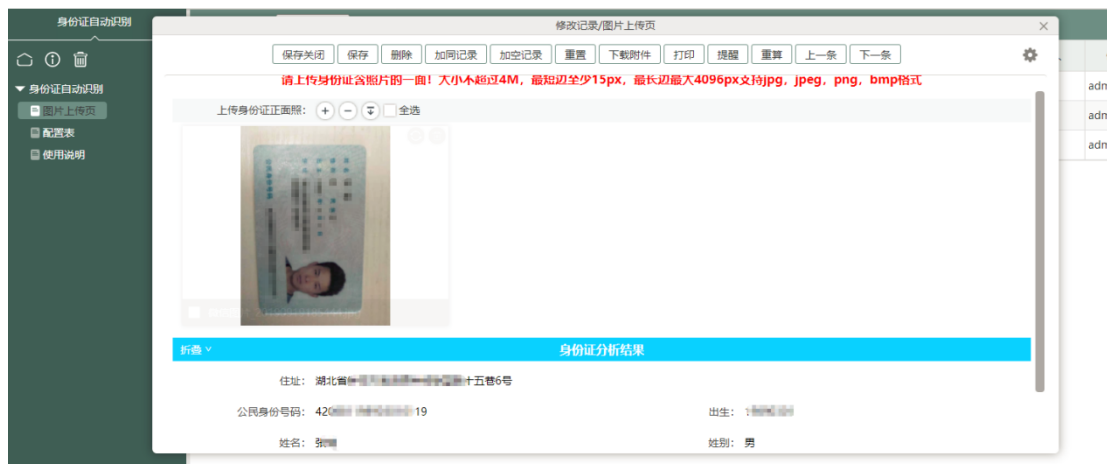 身份证自动识别
修改记录/图片上传页
保存关闭 保存 删除 加同记录 加空记录 重置 下载附件 打印 提醒 重算 上一条 下一条
请上传身份证含照片的一面！大小不超过4M，最短边至少15px，最长边最大4096px支持jpg，jpeg，png，bmp格式
身份证自动识别
图片上传页
配置表
使用说明
上传身份证正面照： 全选
adm
adm
adm
折叠 身份证分析结果
住址： 湖北省 十五巷6号
公民身份号码： 420 19 出生：
姓名： 张 姓别： 男